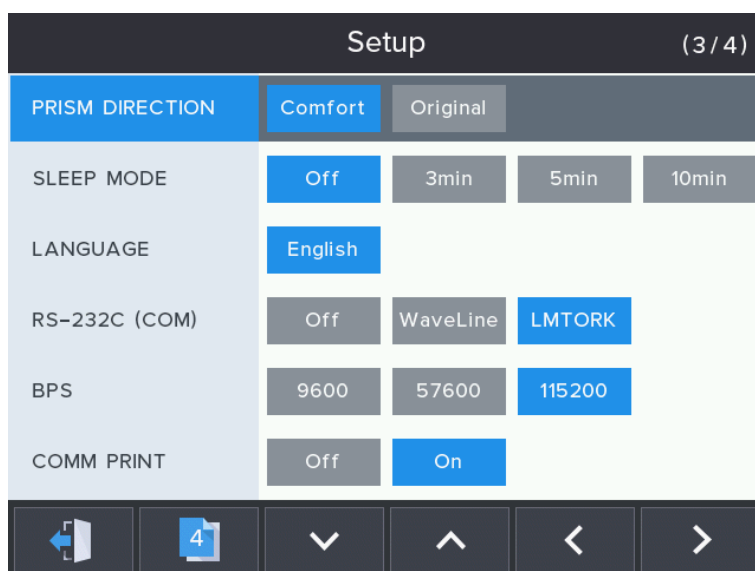 Setup (3/4)
PRISM DIRECTION Comfort Original
SLEEP MODE Off 3min 5min 10min
LANGUAGE English
RS-232C (COM) Off WaveLine LMTORK
BPS 9600 57600 115200
COMM PRINT Off On
4